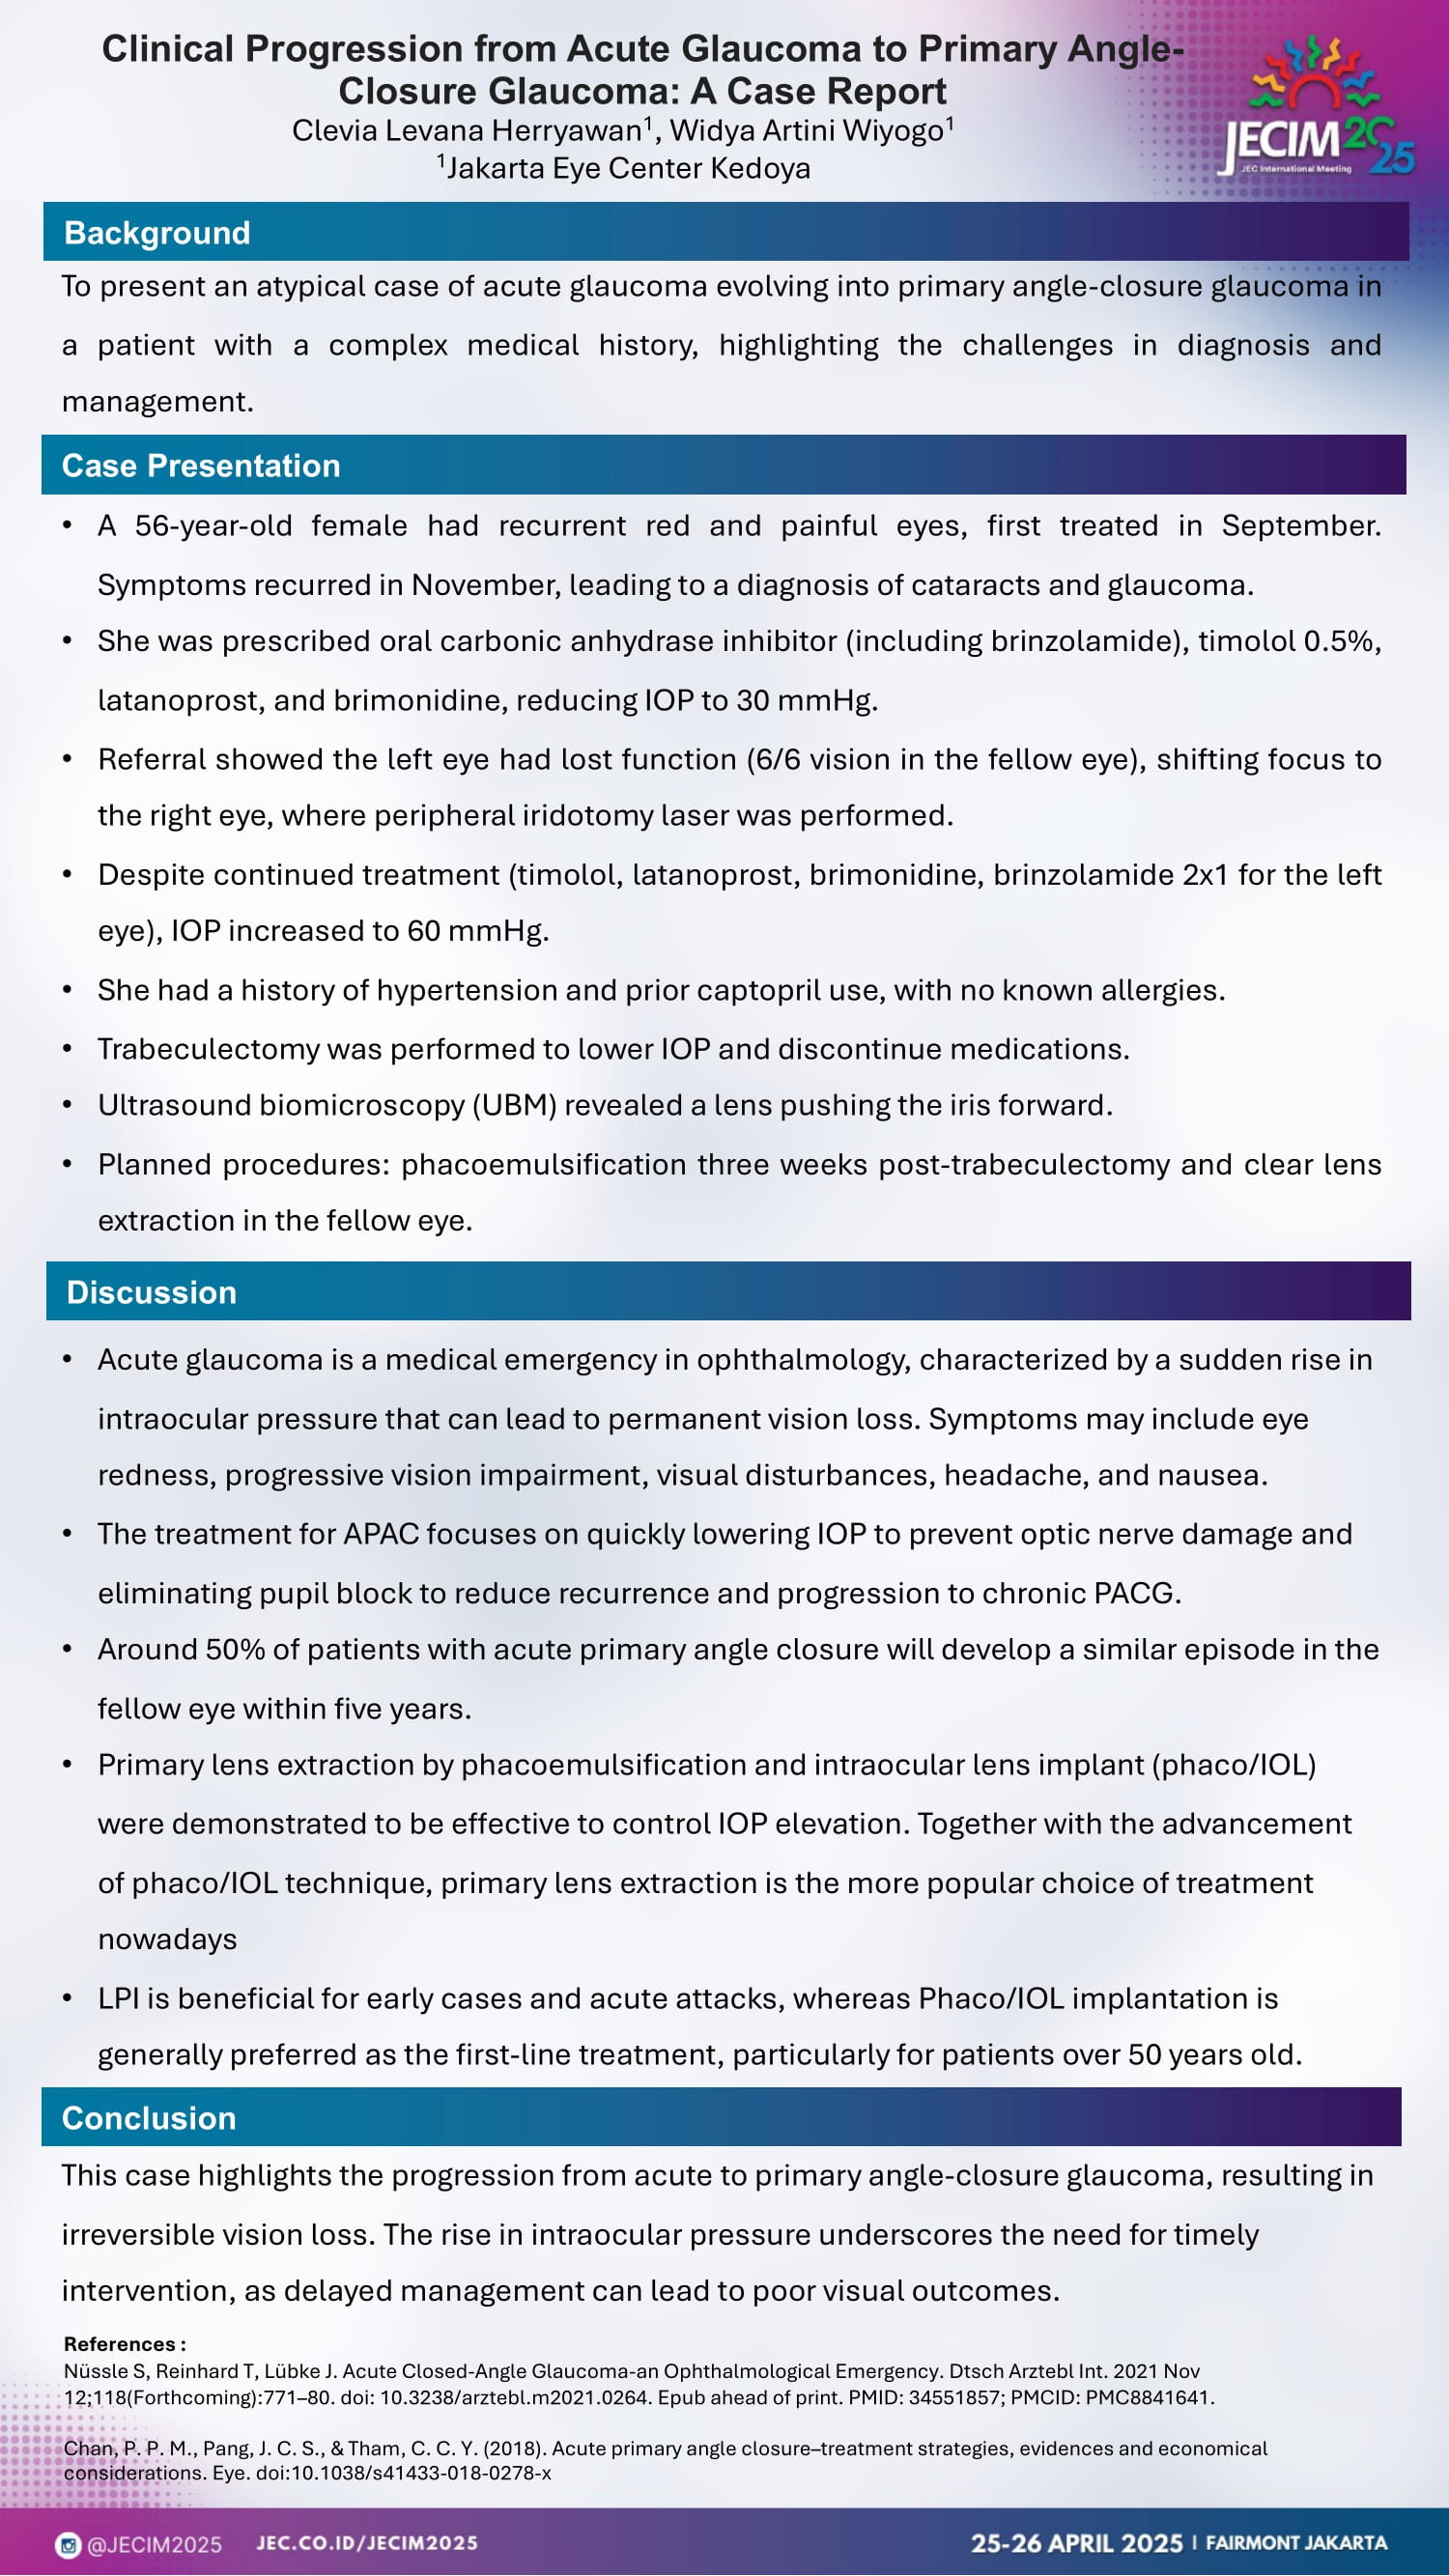 Clinical Progression from Acute Glaucoma to Primary Angle-
Closure Glaucoma: A Case Report
Clevia Levana Herryawan¹, Widya Artini Wiyogo¹
¹Jakarta Eye Center Kedoya
JECIM 2025
JEC International Meeting
Background
To present an atypical case of acute glaucoma evolving into primary angle-closure glaucoma in
a patient with a complex medical history, highlighting the challenges in diagnosis and
management.
Case Presentation
• A 56-year-old female had recurrent red and painful eyes, first treated in September.
Symptoms recurred in November, leading to a diagnosis of cataracts and glaucoma.
• She was prescribed oral carbonic anhydrase inhibitor (including brinzolamide), timolol 0.5%,
latanoprost, and brimonidine, reducing IOP to 30 mmHg.
• Referral showed the left eye had lost function (6/6 vision in the fellow eye), shifting focus to
the right eye, where peripheral iridotomy laser was performed.
• Despite continued treatment (timolol, latanoprost, brimonidine, brinzolamide 2x1 for the left
eye), IOP increased to 60 mmHg.
• She had a history of hypertension and prior captopril use, with no known allergies.
• Trabeculectomy was performed to lower IOP and discontinue medications.
• Ultrasound biomicroscopy (UBM) revealed a lens pushing the iris forward.
• Planned procedures: phacoemulsification three weeks post-trabeculectomy and clear lens
extraction in the fellow eye.
Discussion
• Acute glaucoma is a medical emergency in ophthalmology, characterized by a sudden rise in
intraocular pressure that can lead to permanent vision loss. Symptoms may include eye
redness, progressive vision impairment, visual disturbances, headache, and nausea.
• The treatment for APAC focuses on quickly lowering IOP to prevent optic nerve damage and
eliminating pupil block to reduce recurrence and progression to chronic PACG.
• Around 50% of patients with acute primary angle closure will develop a similar episode in the
fellow eye within five years.
• Primary lens extraction by phacoemulsification and intraocular lens implant (phaco/IOL)
were demonstrated to be effective to control IOP elevation. Together with the advancement
of phaco/IOL technique, primary lens extraction is the more popular choice of treatment
nowadays
• LPI is beneficial for early cases and acute attacks, whereas Phaco/IOL implantation is
generally preferred as the first-line treatment, particularly for patients over 50 years old.
Conclusion
This case highlights the progression from acute to primary angle-closure glaucoma, resulting in
irreversible vision loss. The rise in intraocular pressure underscores the need for timely
intervention, as delayed management can lead to poor visual outcomes.
References :
Nüssle S, Reinhard T, Lübke J. Acute Closed-Angle Glaucoma-an Ophthalmological Emergency. Dtsch Arztebl Int. 2021 Nov
12;118(Forthcoming):771–80. doi: 10.3238/arztebl.m2021.0264. Epub ahead of print. PMID: 34551857; PMCID: PMC8841641.
Chan, P. P. M., Pang, J. C. S., & Tham, C. C. Y. (2018). Acute primary angle closure–treatment strategies, evidences and economical
considerations. Eye. doi:10.1038/s41433-018-0278-x
@JECIM2025 JEC.CO.ID/JECIM2025 25-26 APRIL 2025 | FAIRMONT JAKARTA